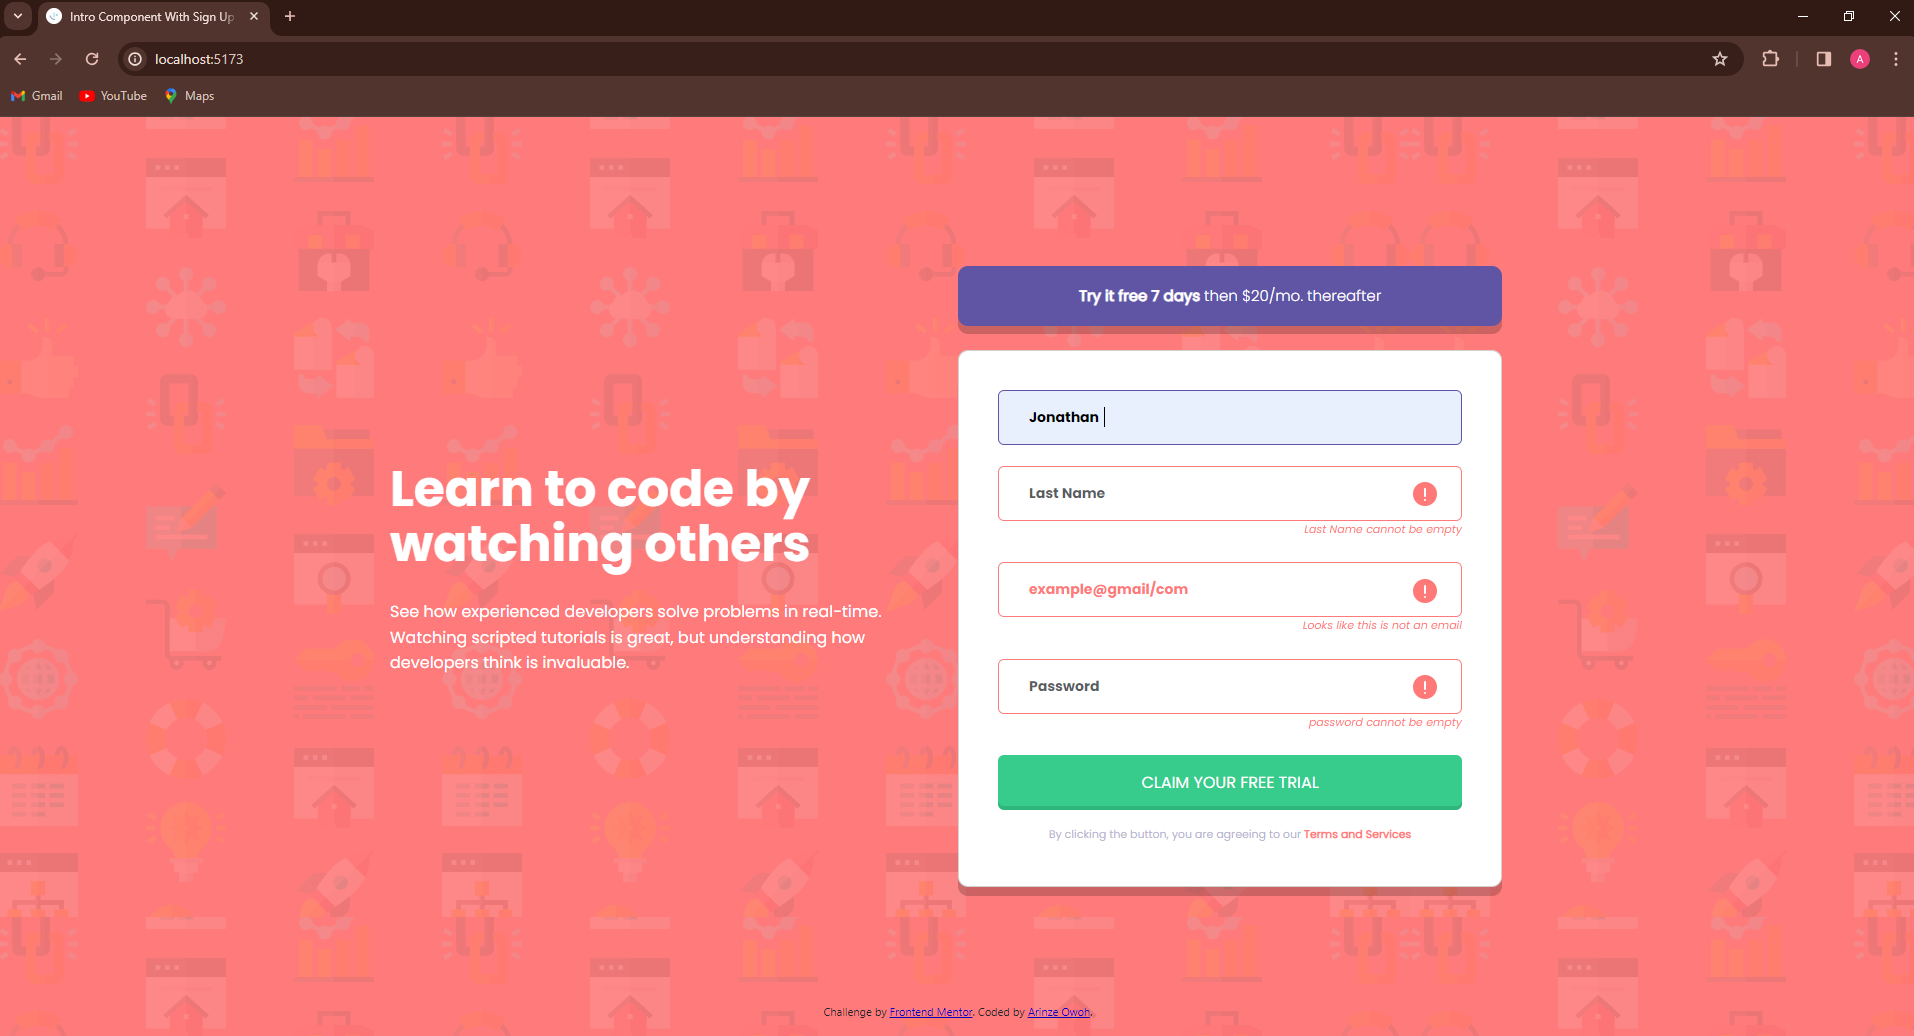 Intro Component With Sign Up
localhost:5173
A
Gmail
YouTube
Maps
Try it free 7 days then $20/mo. thereafter
Jonathan
Learn to code by
watching others
See how experienced developers solve problems in real-time.
Watching scripted tutorials is great, but understanding how
developers think is invaluable.
Last Name
Last Name cannot be empty
example@gmail/com
Looks like this is not an email
Password
password cannot be empty
CLAIM YOUR FREE TRIAL
By clicking the button, you are agreeing to our Terms and Services
Challenge by Frontend Mentor. Coded by Arinze Owoh.